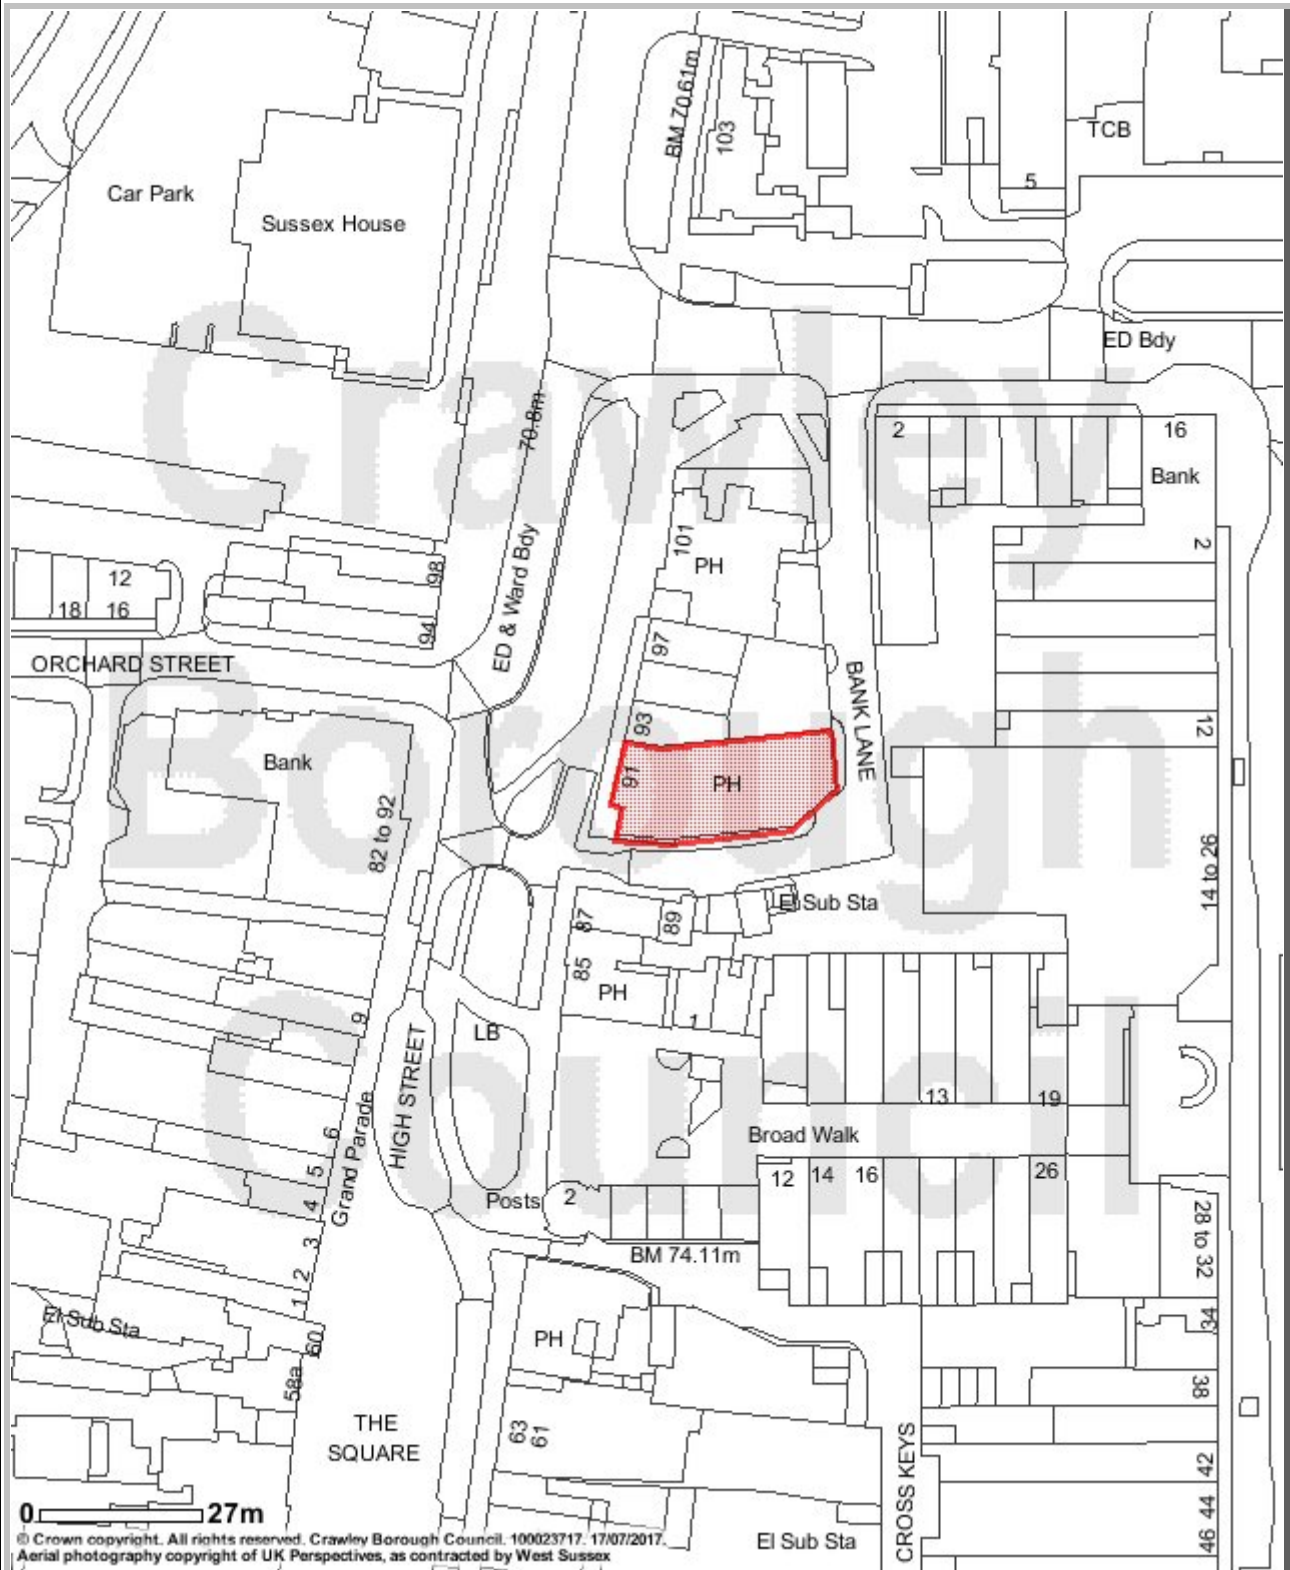 BM 70.61m
103
TCB
5
Car Park
Sussex House
ED Bdy
Crawley
70.8m
2
16
Bank
101
PH
2
ED & Ward Bdy
98
94
12
18
16
97
ORCHARD STREET
BANK LANE
93
12
Borough
Bank
91
PH
82 to 92
14 to 26
El Sub Sta
87
89
85
PH
1
9
LB
HIGH STREET
Council
13
19
Broad Walk
Grand Parade
6
5
4
3
2
1
12
14
16
26
Posts
2
BM 74.11m
28 to 32
El Sub Sta
60
58a
PH
34
38
THE
SQUARE
63
61
CROSS KEYS
42
44
46
El Sub Sta
0
27m
© Crown copyright. All rights reserved. Crawley Borough Council. 100023717. 17/07/2017.
Aerial photography copyright of UK Perspectives, as contracted by West Sussex